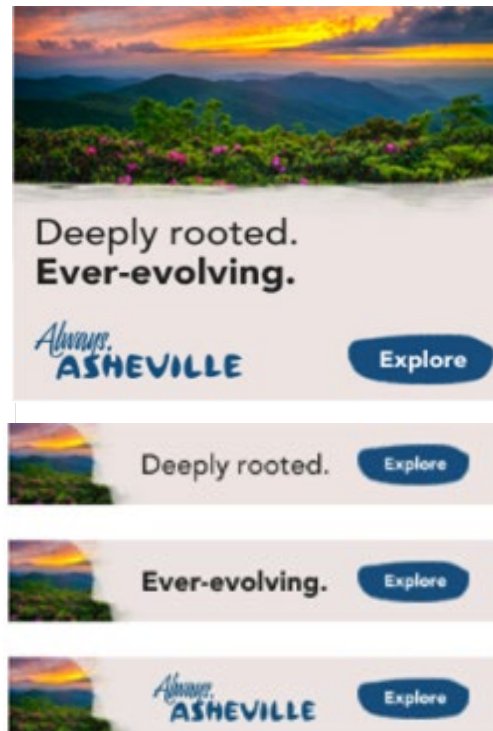 Deeply rooted.
Ever-evolving.
Always.
ASHEVILLE
Explore
Deeply rooted.
Explore
Ever-evolving.
Explore
Always.
ASHEVILLE
Explore